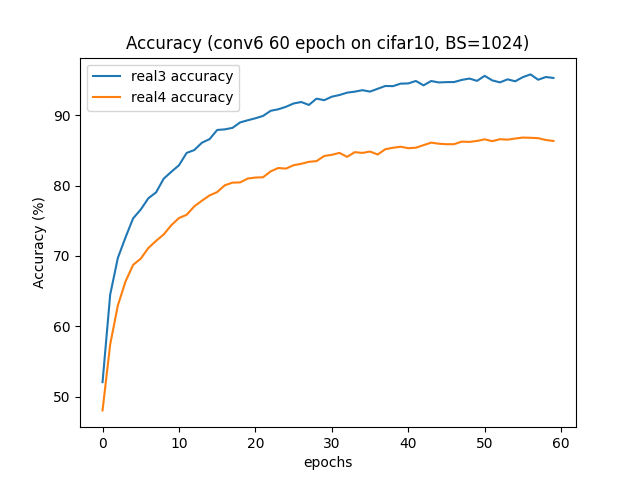 Accuracy (conv6 60 epoch on cifar10, BS=1024)
real3 accuracy
real4 accuracy
Accuracy (%)
90
80
70
60
50
0 10 20 30 40 50 60
epochs